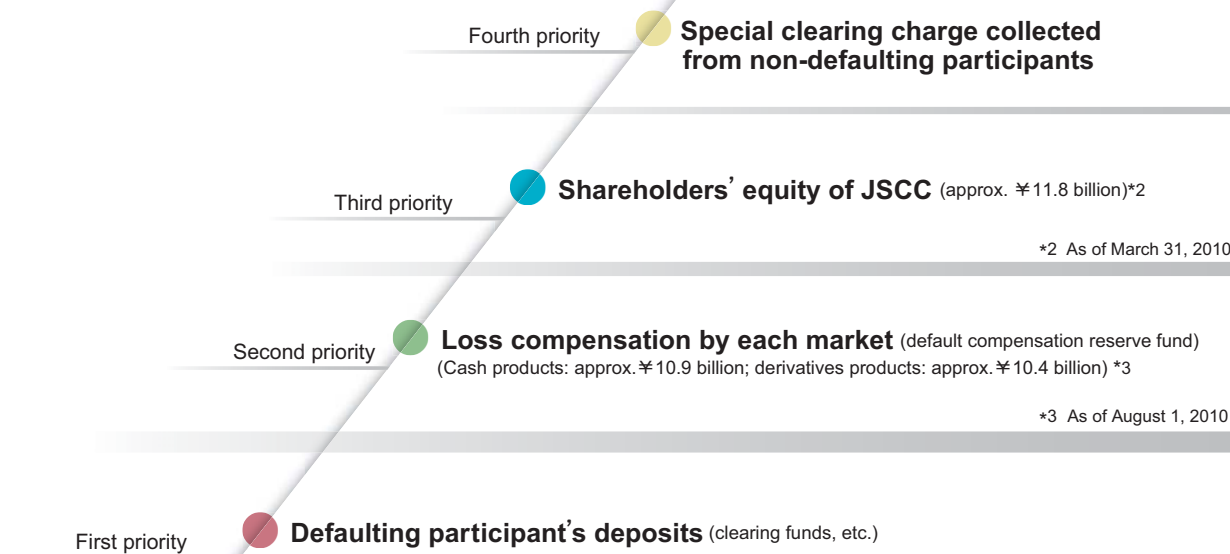 Fourth priority
Special clearing charge collected
from non-defaulting participants
Third priority
Shareholders’ equity of JSCC (approx. ¥11.8 billion)*2
*2 As of March 31, 2010
Second priority
Loss compensation by each market (default compensation reserve fund)
(Cash products: approx.¥10.9 billion; derivatives products: approx.¥10.4 billion) *3
*3 As of August 1, 2010
First priority
Defaulting participant’s deposits (clearing funds, etc.)